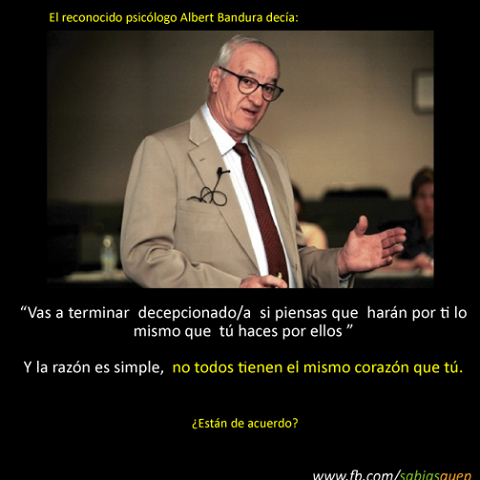 El reconocido psicólogo Albert Bandura decía:
“Vas a terminar decepcionado/a si piensas que harán por ti lo
mismo que tú haces por ellos ”
Y la razón es simple, no todos tienen el mismo corazón que tú.
¿Están de acuerdo?
www.fb.com/sabiasquep